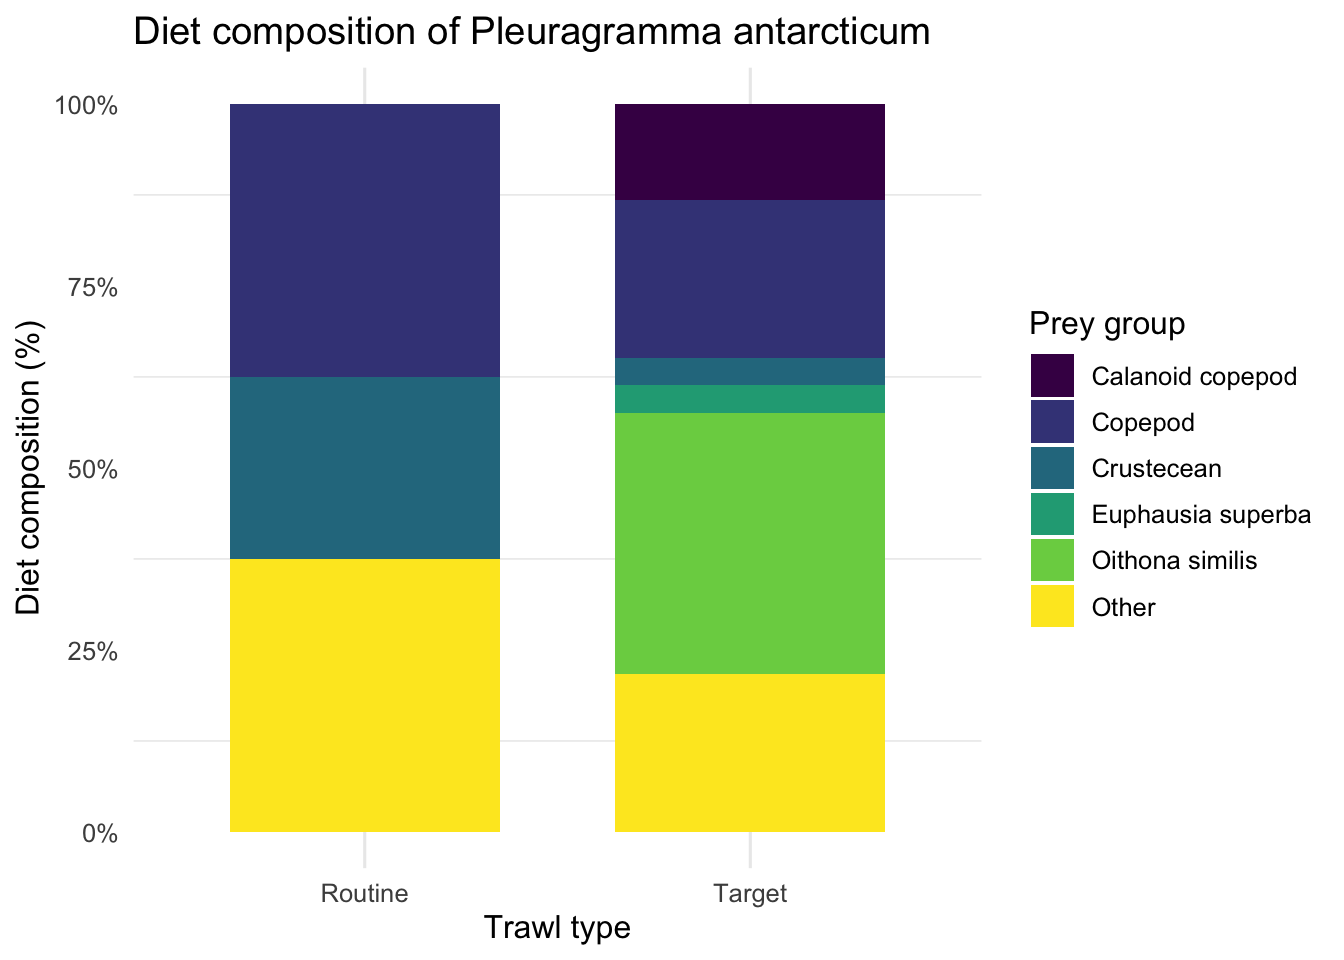 Diet composition of Pleuragramma antarcticum
Diet composition (%)
100%
75%
50%
25%
0%
Routine
Target
Trawl type
Prey group
Calanoid copepod
Copepod
Crustecean
Euphausia superba
Oithona similis
Other